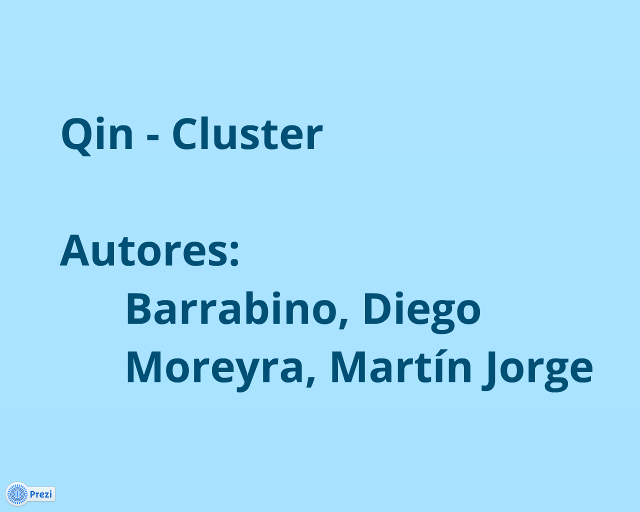 Qin - Cluster
Autores:
Barrabino, Diego
Moreyra, Martín Jorge
Prezi